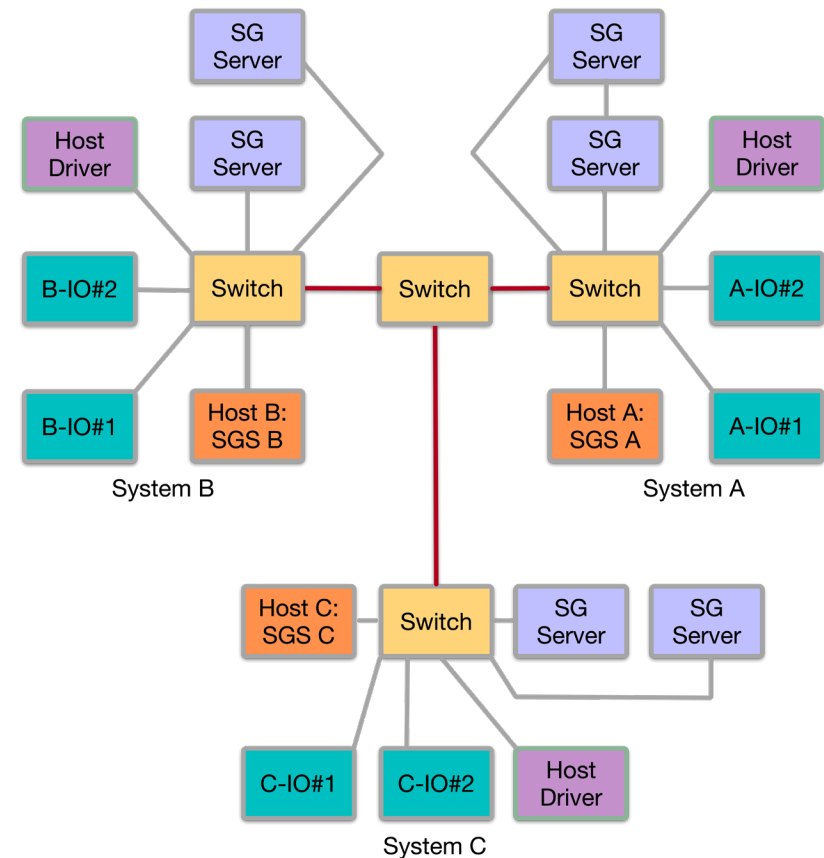 SG
Server
SG
Server
Host
Driver
SG
Server
SG
Server
Host
Driver
B-IO#2
Switch
Switch
Switch
A-IO#2
B-IO#1
Host B:
SGS B
Host A:
SGS A
A-IO#1
System B
System A
Host C:
SGS C
Switch
SG
Server
SG
Server
C-IO#1
C-IO#2
Host
Driver
System C